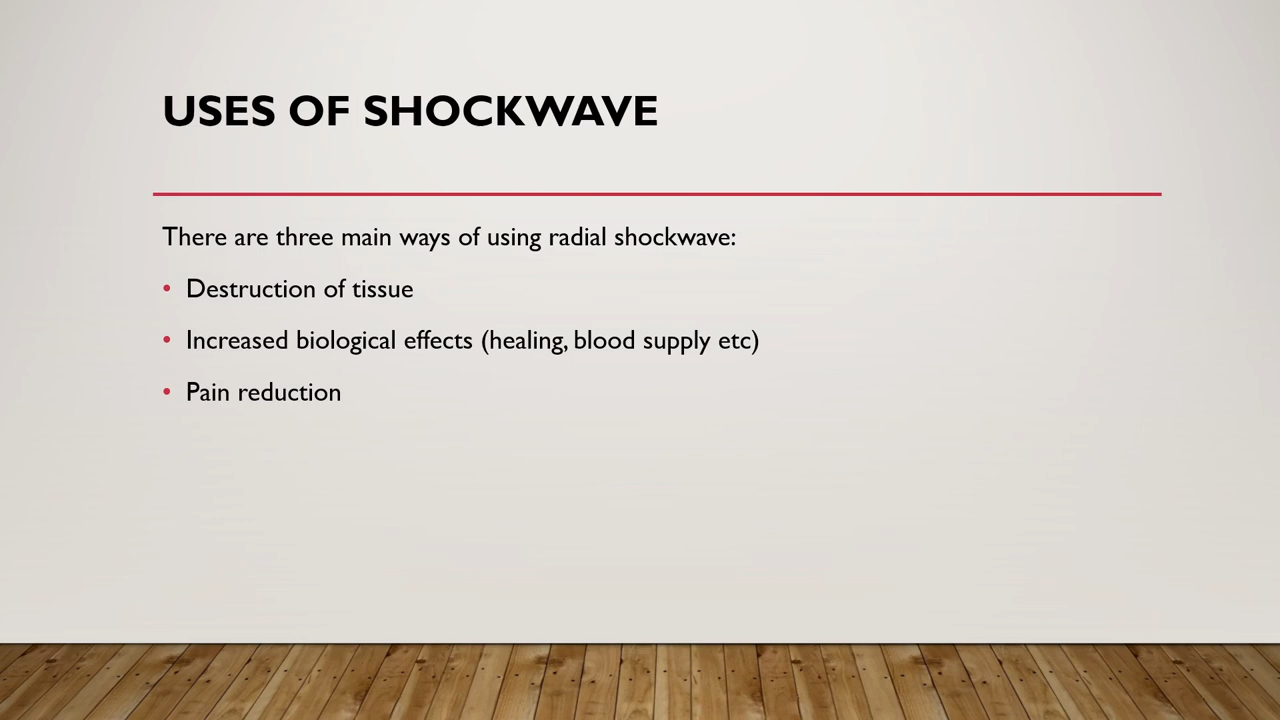 USES OF SHOCKWAVE
There are three main ways of using radial shockwave:
• Destruction of tissue
• Increased biological effects (healing, blood supply etc)
• Pain reduction